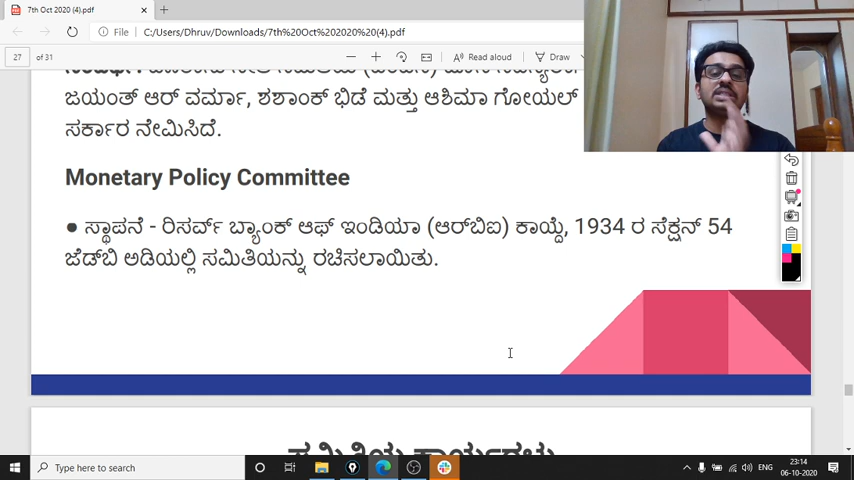 7th Oct 2020 (4).pdf
File | C:/Users/Dhruv/Downloads/7th%20Oct%202020%20(4).pdf
27 of 31
Read aloud
Draw
ಜಯಂತ್ ಆರ್ ವರ್ಮಾ, ಶಶಾಂಕ್ ಭಿಡೆ ಮತ್ತು ಆಶಿಮಾ ಗೋಯಲ್
ಸರ್ಕಾರ ನೇಮಿಸಿದೆ.
Monetary Policy Committee
● ಸ್ಥಾಪನೆ - ರಿಸರ್ವ್ ಬ್ಯಾಂಕ್ ಆಫ್ ಇಂಡಿಯಾ (ಆರ್‌ಬಿಐ) ಕಾಯ್ದೆ, 1934 ರ ಸೆಕ್ಷನ್ 54
ಜೆಡ್‌ಬಿ ಅಡಿಯಲ್ಲಿ ಸಮಿತಿಯನ್ನು ರಚಿಸಲಾಯಿತು.
ಸಮಿತಿಯ ಕಾರ್ಯಗಳು
Type here to search
ENG
23:14
06-10-2020